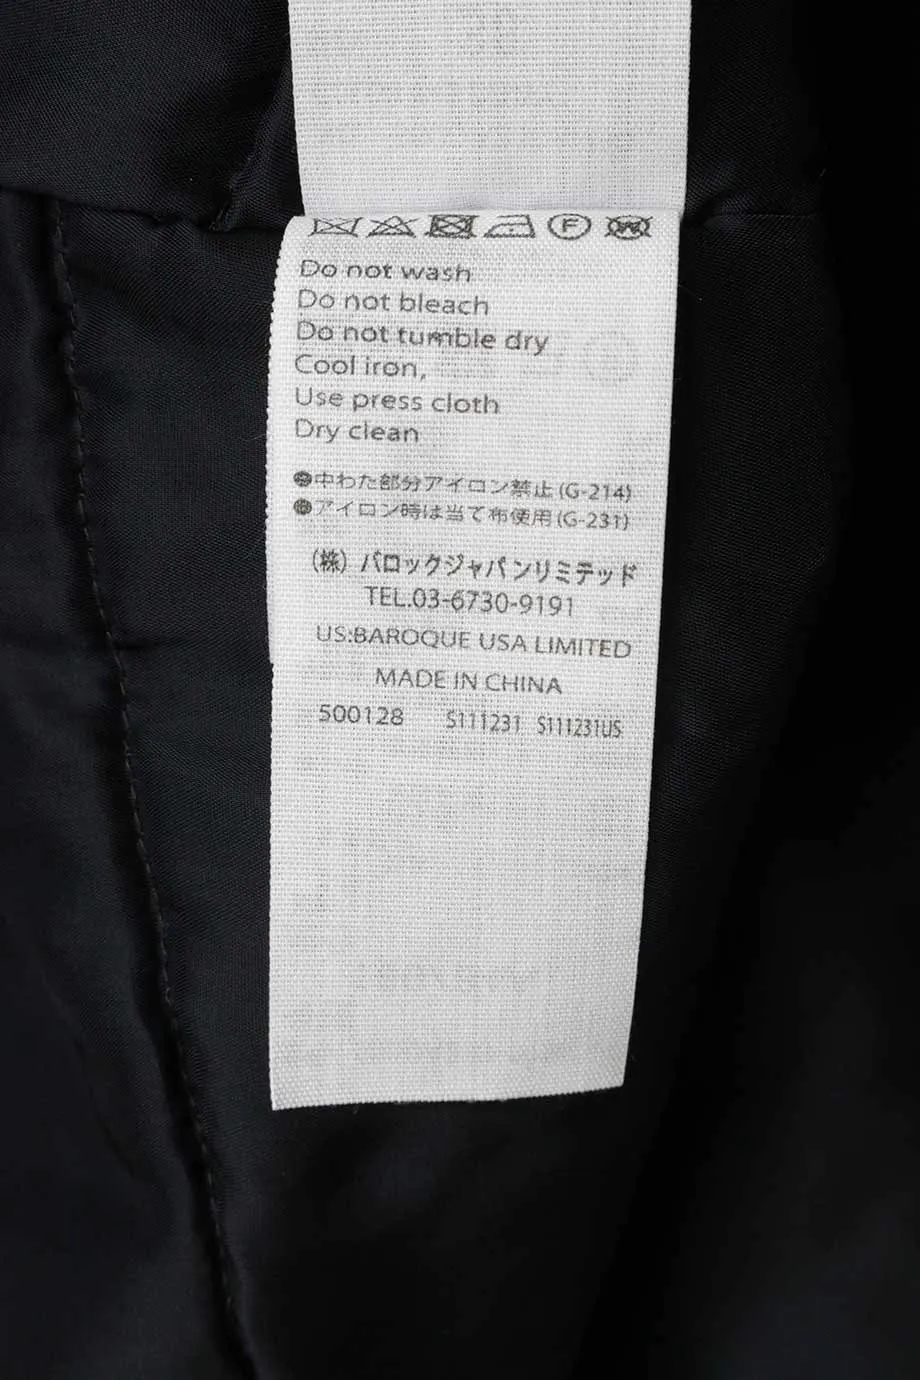 F
W
Do not wash
Do not bleach
Do not tumble dry
Cool iron,
Use press cloth
Dry clean
●中わた部分アイロン禁止(G-214)
●アイロン時は当て布使用(G-231)
(株) バロックジャパンリミテッド
TEL.03-6730-9191
US:BAROQUE USA LIMITED
MADE IN CHINA
500128 S111231 S111231US